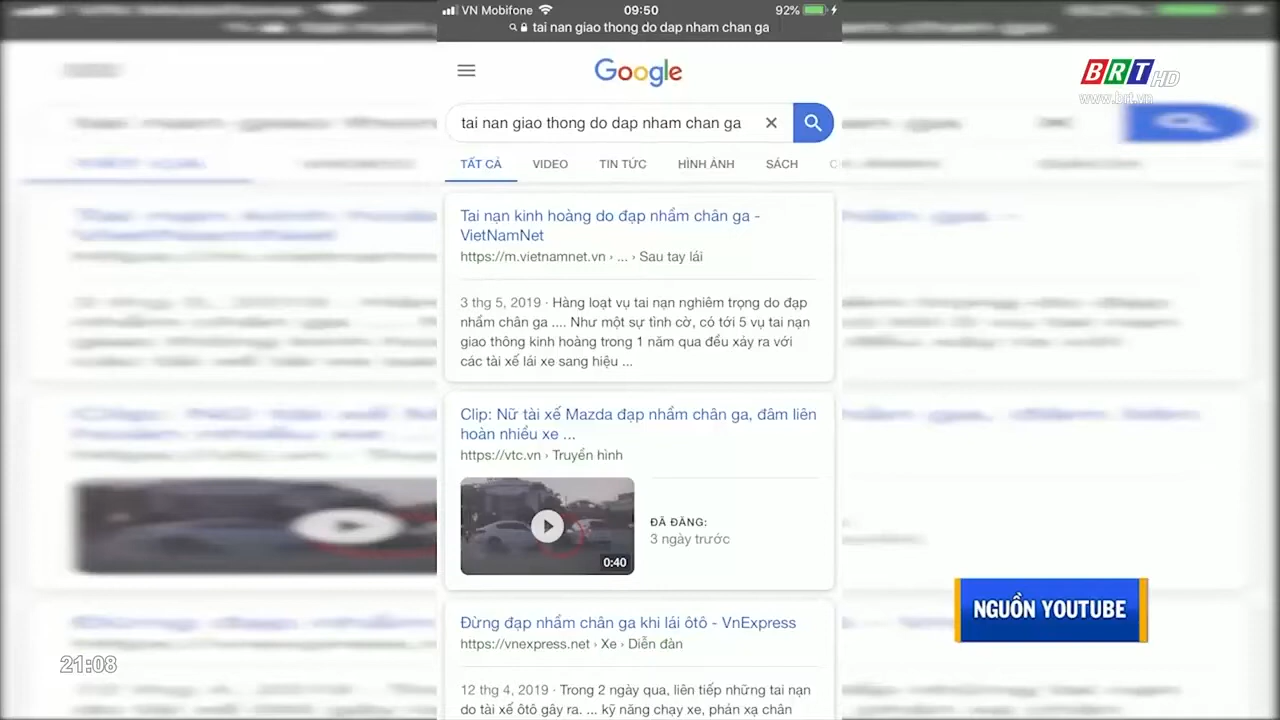 VN Mobifone 09:50 92%
tai nan giao thong do dap nham chan ga
Google
BRT HD
www.brt.vn
tai nan giao thong do dap nham chan ga
TẤT CẢ VIDEO TIN TỨC HÌNH ẢNH SÁCH
Tai nạn kinh hoàng do đạp nhầm chân ga -
VietNamNet
https://m.vietnamnet.vn › ... › Sau tay lái
3 thg 5, 2019 · Hàng loạt vụ tai nạn nghiêm trọng do đạp
nhầm chân ga .... Như một sự tình cờ, có tới 5 vụ tai nạn
giao thông kinh hoàng trong 1 năm qua đều xảy ra với
các tài xế lái xe sang hiệu ...
Clip: Nữ tài xế Mazda đạp nhầm chân ga, đâm liên
hoàn nhiều xe ...
https://vtc.vn › Truyền hình
ĐÃ ĐĂNG:
3 ngày trước
0:40
NGUỒN YOUTUBE
Đừng đạp nhầm chân ga khi lái ôtô - VnExpress
https://vnexpress.net › Xe › Diễn đàn
21:08
12 thg 4, 2019 · Trong 2 ngày qua, liên tiếp những tai nạn
do tài xế ôtô gây ra. ... kỹ năng chạy xe, phản xạ chân